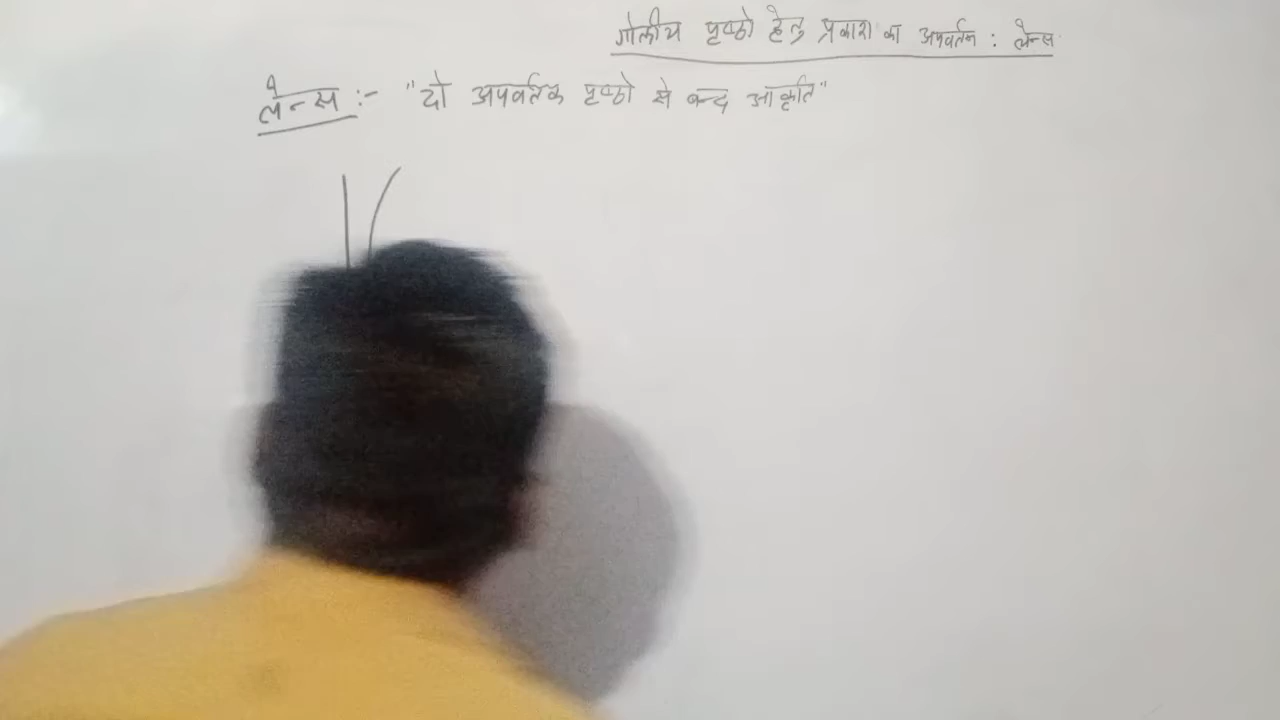 गोलीय पृष्ठो हेतु प्रकाश का अपवर्तन : लेन्स
लेन्स :- "दो अपवर्तक पृष्ठो से बन्द आकृति"